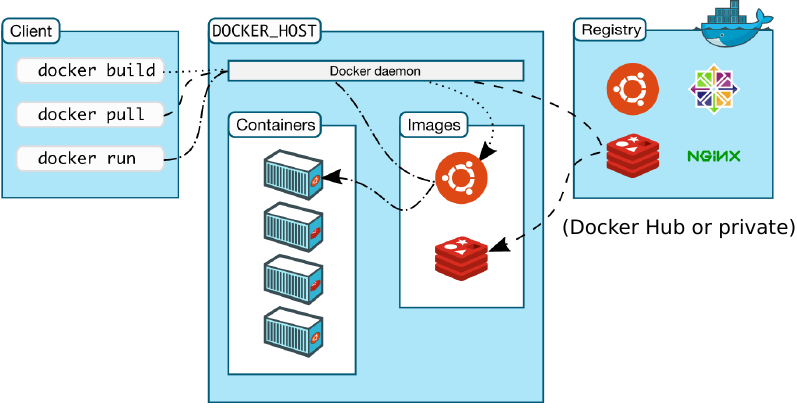 Client
docker build
docker pull
docker run
DOCKER_HOST
Docker daemon
Containers
Images
Registry
NGINX
(Docker Hub or private)